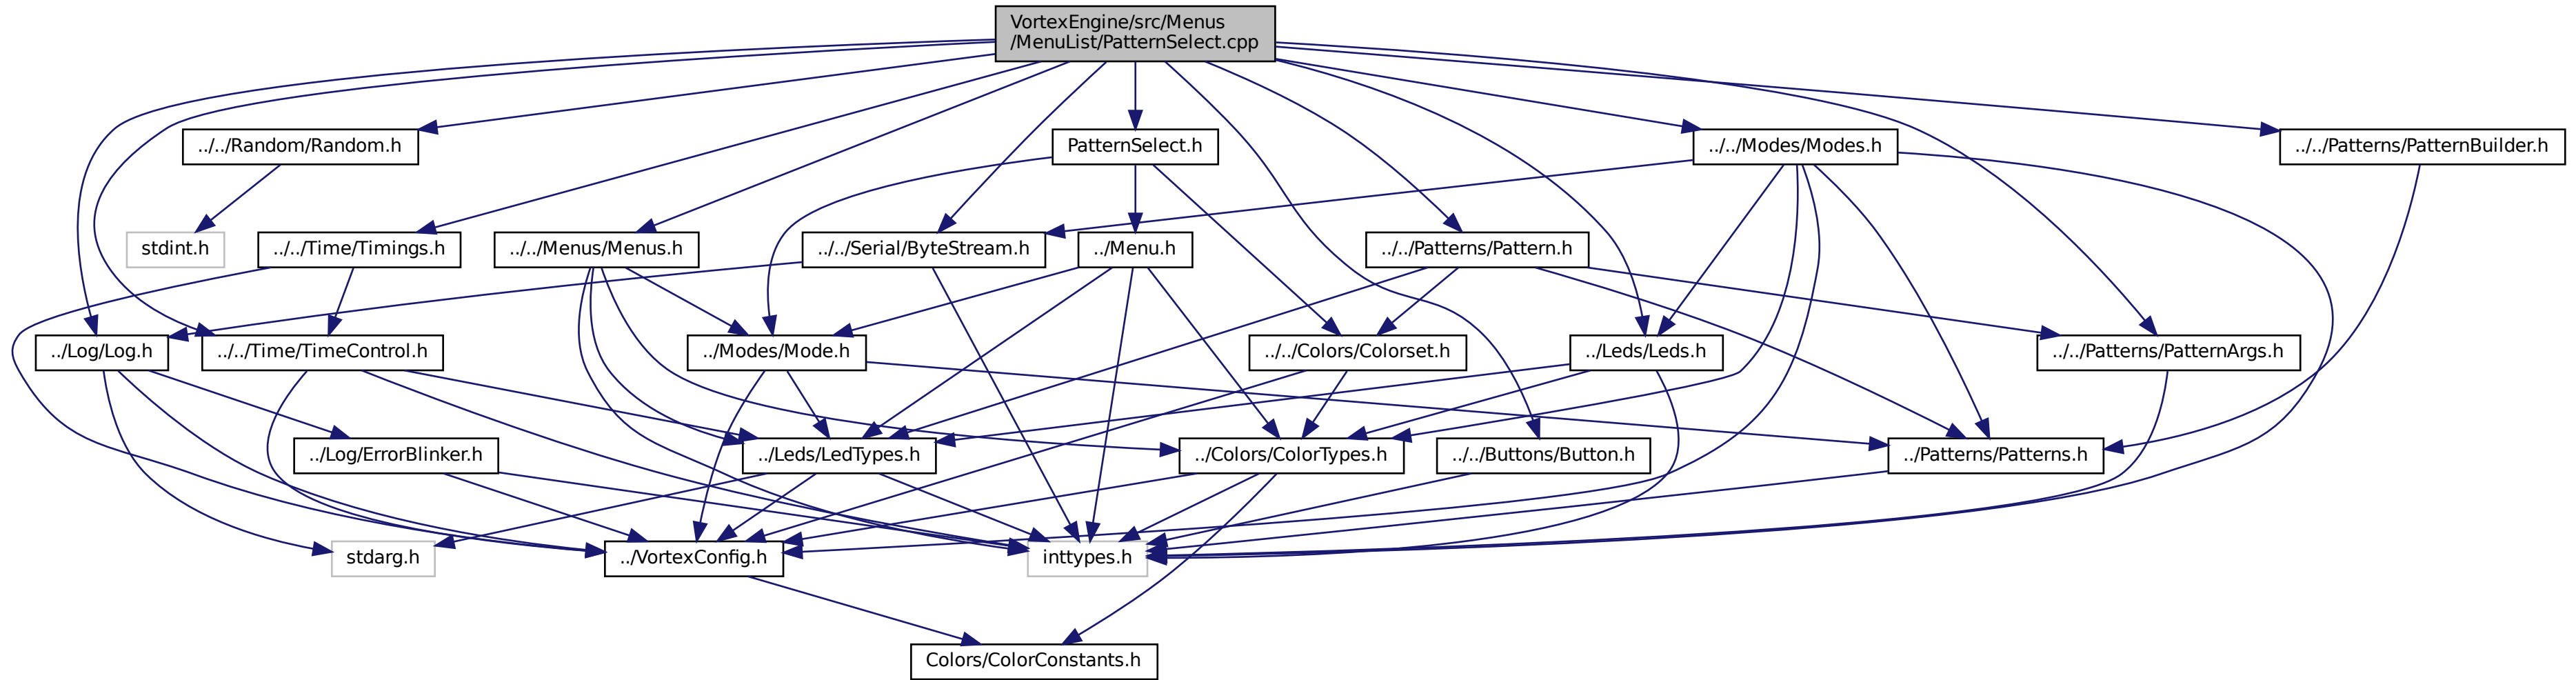 VortexEngine/src/Menus
/MenuList/PatternSelect.cpp
../../Random/Random.h
PatternSelect.h
../../Modes/Modes.h
../../Patterns/PatternBuilder.h
stdint.h
../../Time/Timings.h
../../Menus/Menus.h
../../Serial/ByteStream.h
../Menu.h
../../Patterns/Pattern.h
../Log/Log.h
../../Time/TimeControl.h
../Modes/Mode.h
../../Colors/Colorset.h
../Leds/Leds.h
../../Patterns/PatternArgs.h
../Log/ErrorBlinker.h
../Leds/LedTypes.h
../Colors/ColorTypes.h
../../Buttons/Button.h
../Patterns/Patterns.h
stdarg.h
../VortexConfig.h
inttypes.h
Colors/ColorConstants.h